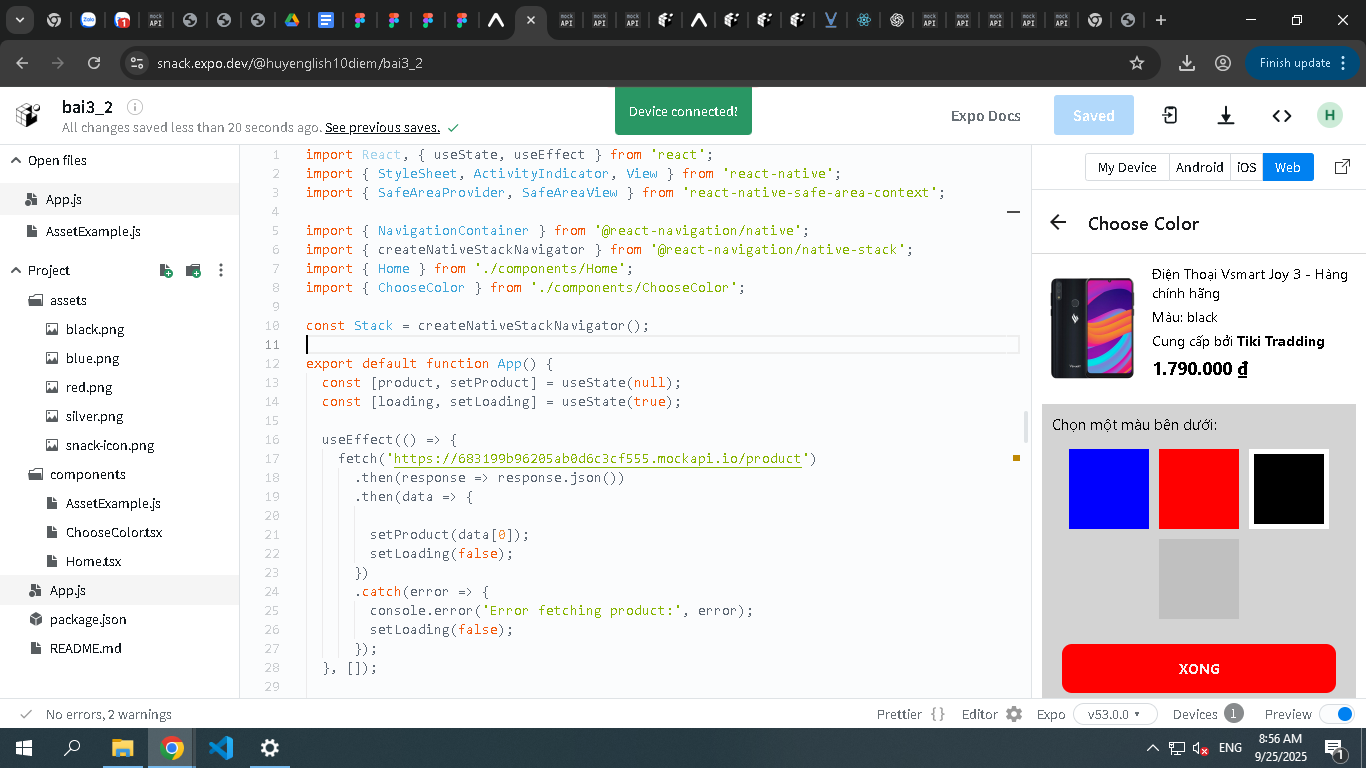 snack.expo.dev/@huyenglish10diem/bai3_2
Finish update
bai3_2
All changes saved less than 20 seconds ago. See previous saves.
Device connected!
Expo Docs
Saved
H
Open files
App.js
AssetExample.js
Project
assets
black.png
blue.png
red.png
silver.png
snack-icon.png
components
AssetExample.js
ChooseColor.tsx
Home.tsx
App.js
package.json
README.md
1 import React, { useState, useEffect } from 'react';
2 import { StyleSheet, ActivityIndicator, View } from 'react-native';
3 import { SafeAreaProvider, SafeAreaView } from 'react-native-safe-area-context';
4
5 import { NavigationContainer } from '@react-navigation/native';
6 import { createNativeStackNavigator } from '@react-navigation/native-stack';
7 import { Home } from './components/Home';
8 import { ChooseColor } from './components/ChooseColor';
9
10 const Stack = createNativeStackNavigator();
11
12 export default function App() {
13 const [product, setProduct] = useState(null);
14 const [loading, setLoading] = useState(true);
15
16 useEffect(() => {
17 fetch('https://683199b96205ab0d6c3cf555.mockapi.io/product')
18 .then(response => response.json())
19 .then(data => {
20
21 setProduct(data[0]);
22 setLoading(false);
23 })
24 .catch(error => {
25 console.error('Error fetching product:', error);
26 setLoading(false);
27 });
28 }, []);
29
My Device Android iOS Web
Choose Color
Điện Thoại Vsmart Joy 3 - Hàng
chính hãng
Màu: black
Cung cấp bởi Tiki Tradding
1.790.000 ₫
Chọn một màu bên dưới:
XONG
No errors, 2 warnings
Prettier {} Editor Expo v53.0.0 Devices 1 Preview
ENG
8:56 AM
9/25/2025
1